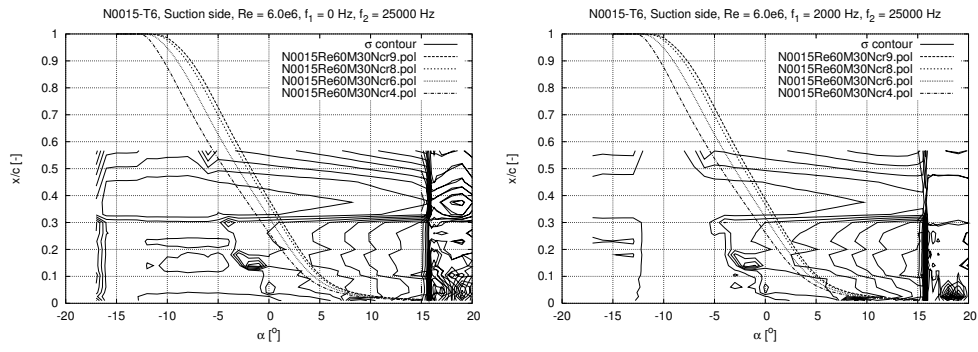 N0015-T6, Suction side, Re = 6.0e6, f1 = 0 Hz, f2 = 25000 Hz
1
0.9
0.8
0.7
0.6
0.5
0.4
0.3
0.2
0.1
0
x/c [-]
σ contour
N0015Re60M30Ncr9.pol
N0015Re60M30Ncr8.pol
N0015Re60M30Ncr6.pol
N0015Re60M30Ncr4.pol
-20 -15 -10 -5 0 5 10 15 20
α [o]
N0015-T6, Suction side, Re = 6.0e6, f1 = 2000 Hz, f2 = 25000 Hz
1
0.9
0.8
0.7
0.6
0.5
0.4
0.3
0.2
0.1
0
x/c [-]
σ contour
N0015Re60M30Ncr9.pol
N0015Re60M30Ncr8.pol
N0015Re60M30Ncr6.pol
N0015Re60M30Ncr4.pol
-20 -15 -10 -5 0 5 10 15 20
α [o]